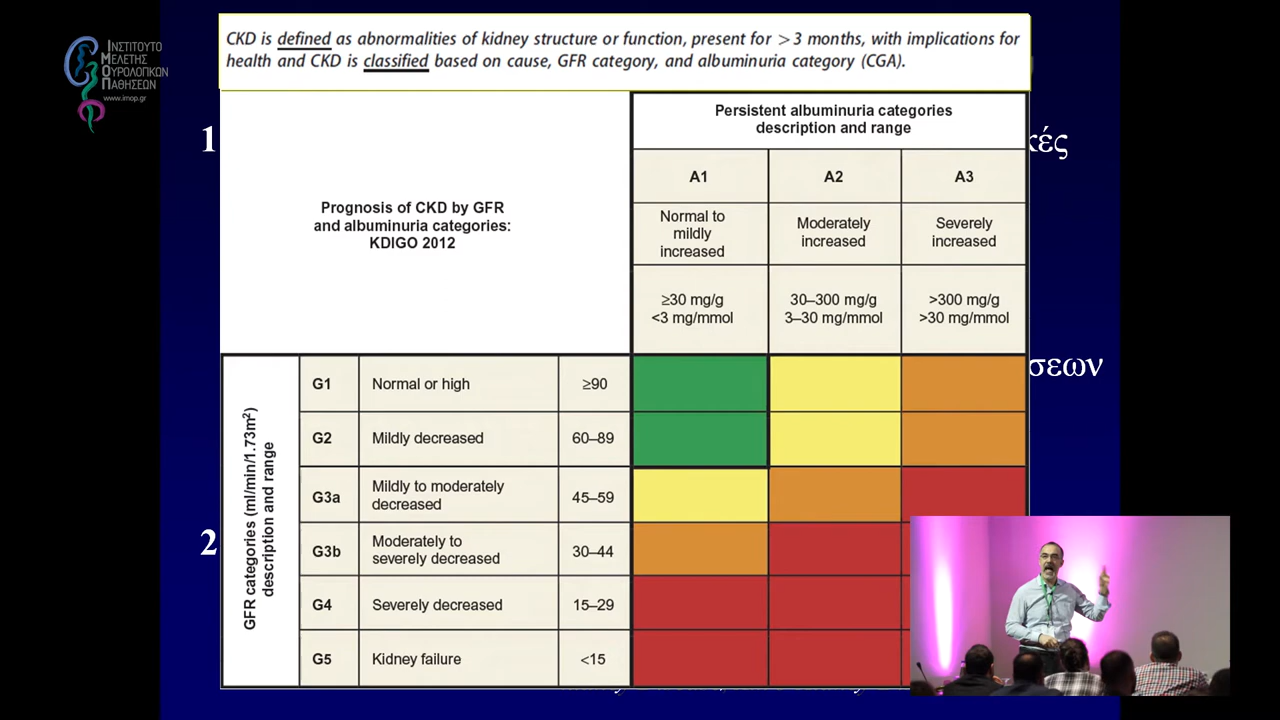 CKD is defined as abnormalities of kidney structure or function, present for >3 months, with implications for
health and CKD is classified based on cause, GFR category, and albuminuria category (CGA).
ΙΝΣΤΙΤΟΥΤΟ
ΜΕΛΕΤΗΣ
ΟΥΡΟΛΟΓΙΚΩΝ
ΠΑΘΗΣΕΩΝ
www.imop.gr
1
κές
Prognosis of CKD by GFR
and albuminuria categories:
KDIGO 2012
Persistent albuminuria categories
description and range
A1
A2
A3
Normal to
mildly
increased
Moderately
increased
Severely
increased
≥30 mg/g
<3 mg/mmol
30–300 mg/g
3–30 mg/mmol
>300 mg/g
>30 mg/mmol
σεων
GFR categories (ml/min/1.73m²)
description and range
G1
Normal or high
≥90
G2
Mildly decreased
60–89
G3a
Mildly to moderately
decreased
45–59
2
G3b
Moderately to
severely decreased
30–44
G4
Severely decreased
15–29
G5
Kidney failure
<15